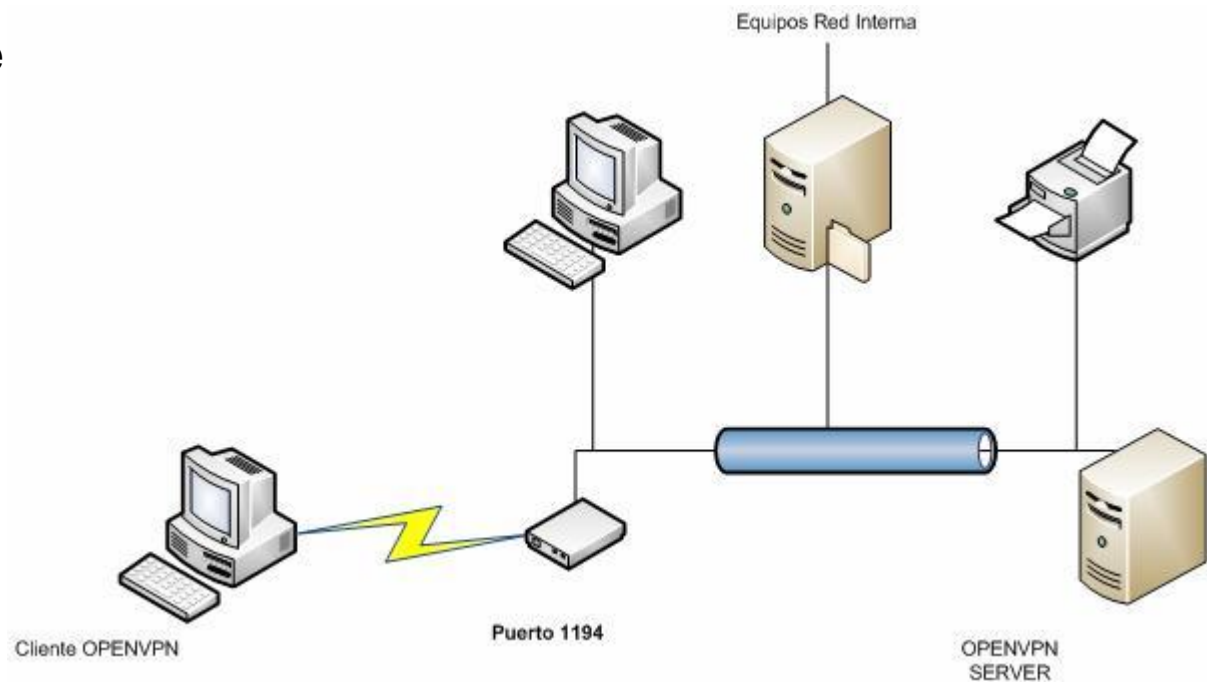 Equipos Red Interna
e
Cliente OPENVPN
Puerto 1194
OPENVPN
SERVER